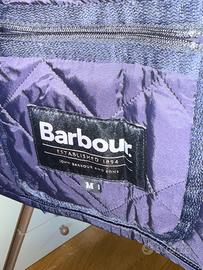 Barbour
ESTABLISHED 1894
JOHN BARBOUR AND SONS
M